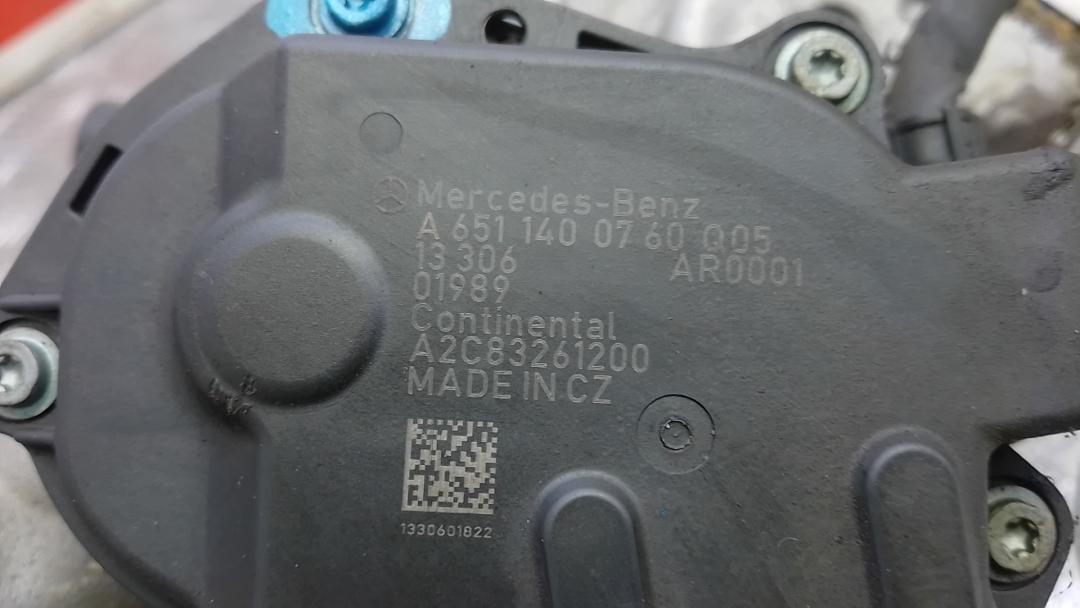 Mercedes-Benz
A 651 140 07 60 Q05
13 306 AR0001
01989
Continental
A2C83261200
MADE IN CZ
1330601822